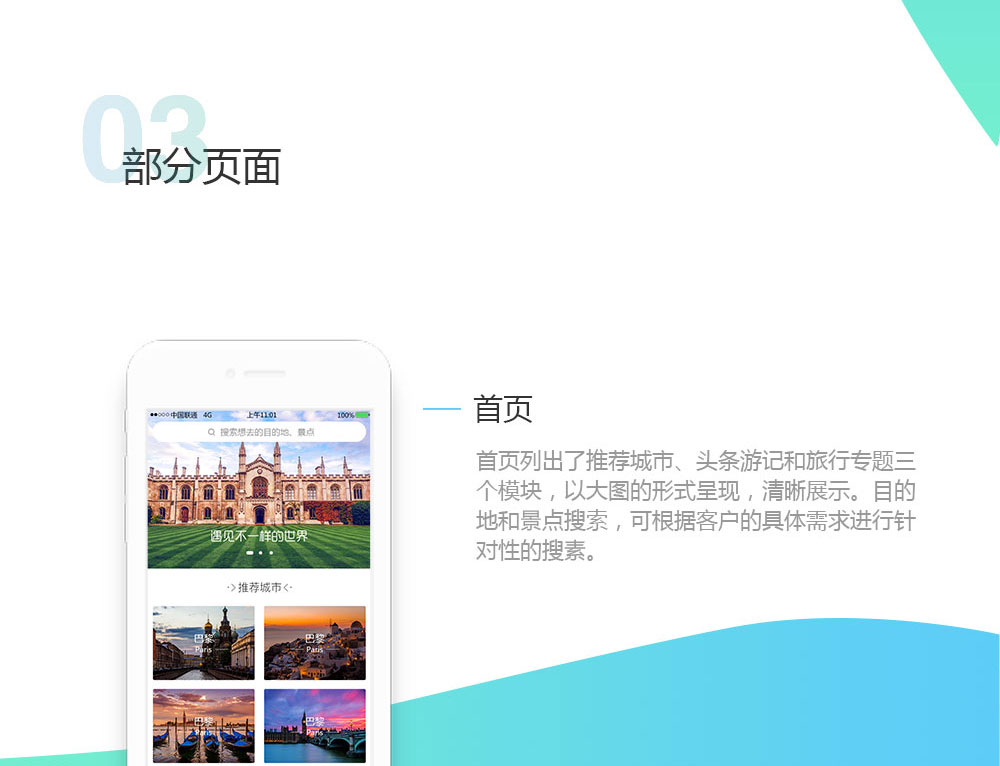 03
部分页面
中国联通 4G 上午11:01 100%
搜索想去的目的地、景点
遇见不一样的世界
·>推荐城市<·
巴黎
Paris
巴黎
Paris
巴黎
Paris
巴黎
Paris
首页
首页列出了推荐城市、头条游记和旅行专题三
个模块，以大图的形式呈现，清晰展示。目的
地和景点搜索，可根据客户的具体需求进行针
对性的搜素。